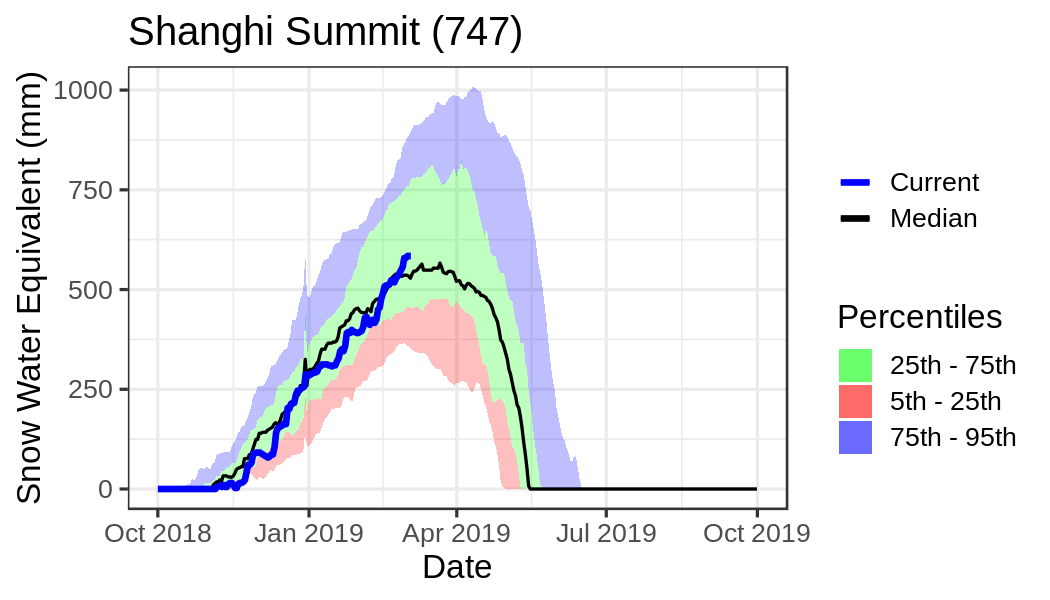 Shanghi Summit (747)
Snow Water Equivalent (mm)
1000
750
500
250
0
Oct 2018
Jan 2019
Apr 2019
Jul 2019
Oct 2019
Date
Current
Median
Percentiles
25th - 75th
5th - 25th
75th - 95th